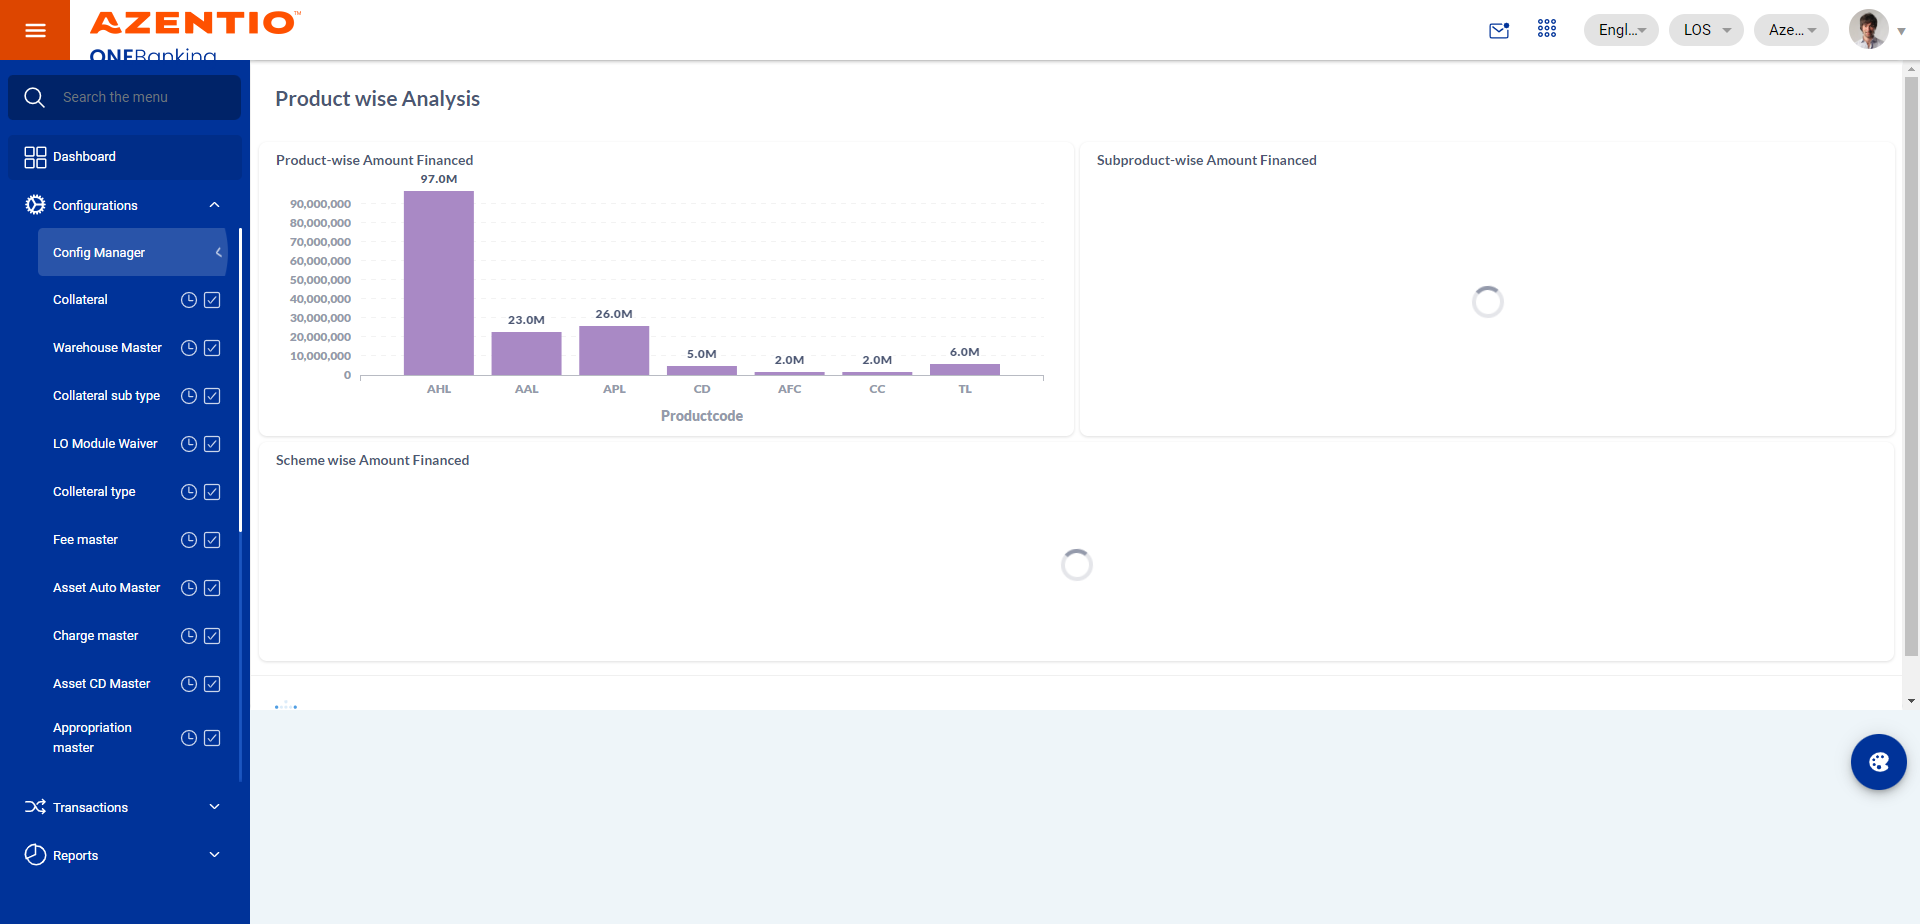 AZENTIO™
ONEBanking
Engl...
LOS
Aze...
Search the menu
Dashboard
Configurations
Config Manager
Collateral
Warehouse Master
Collateral sub type
LO Module Waiver
Colleteral type
Fee master
Asset Auto Master
Charge master
Asset CD Master
Appropriation
master
Transactions
Reports
Product wise Analysis
Product-wise Amount Financed
97.0M
90,000,000
80,000,000
70,000,000
60,000,000
50,000,000
40,000,000
30,000,000
20,000,000
10,000,000
0
23.0M
26.0M
5.0M
2.0M
2.0M
6.0M
AHL
AAL
APL
CD
AFC
CC
TL
Productcode
Subproduct-wise Amount Financed
Scheme wise Amount Financed